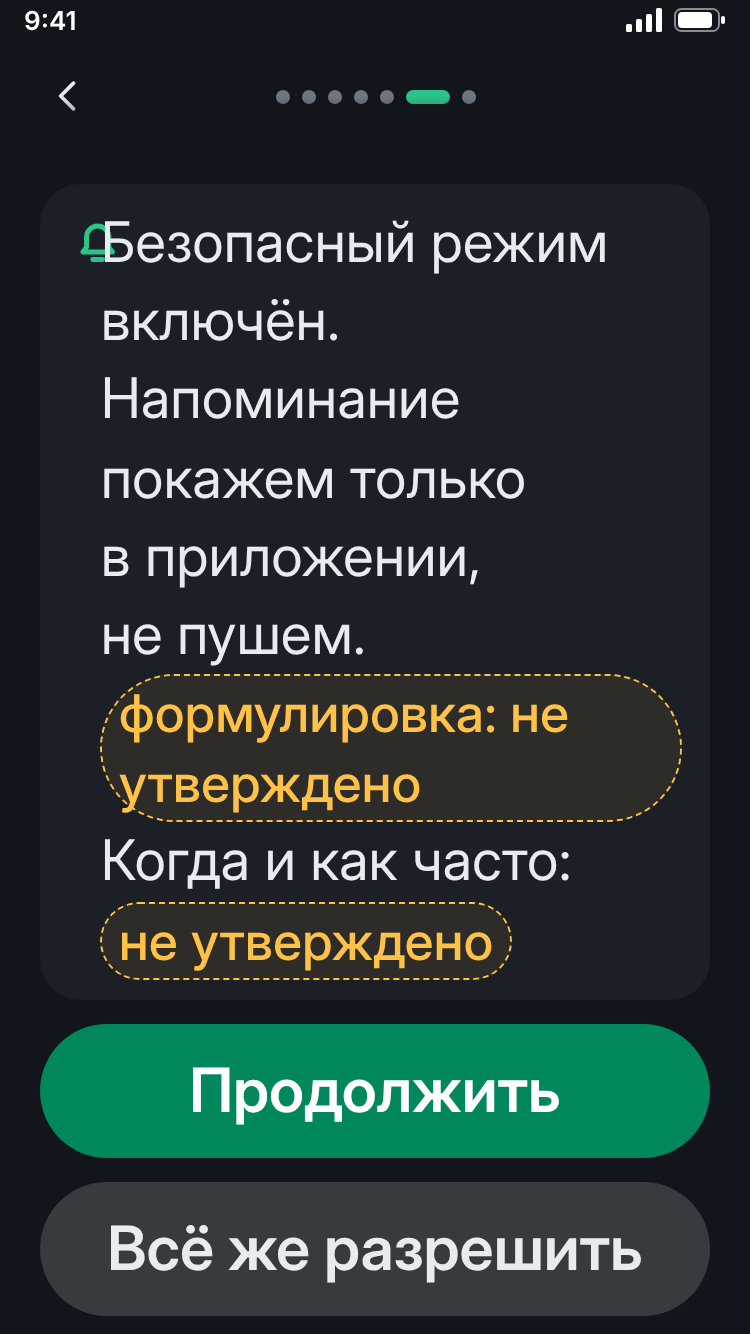 9:41
Безопасный режим
включён.
Напоминание
покажем только
в приложении,
не пушем.
формулировка: не
утверждено
Когда и как часто:
не утверждено
Продолжить
Всё же разрешить